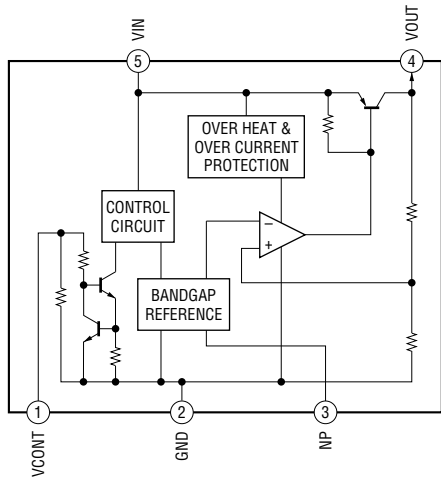 VIN
VOUT
5
4
OVER HEAT &
OVER CURRENT
PROTECTION
CONTROL
CIRCUIT
−
+
BANDGAP
REFERENCE
1
2
3
VCONT
GND
NP